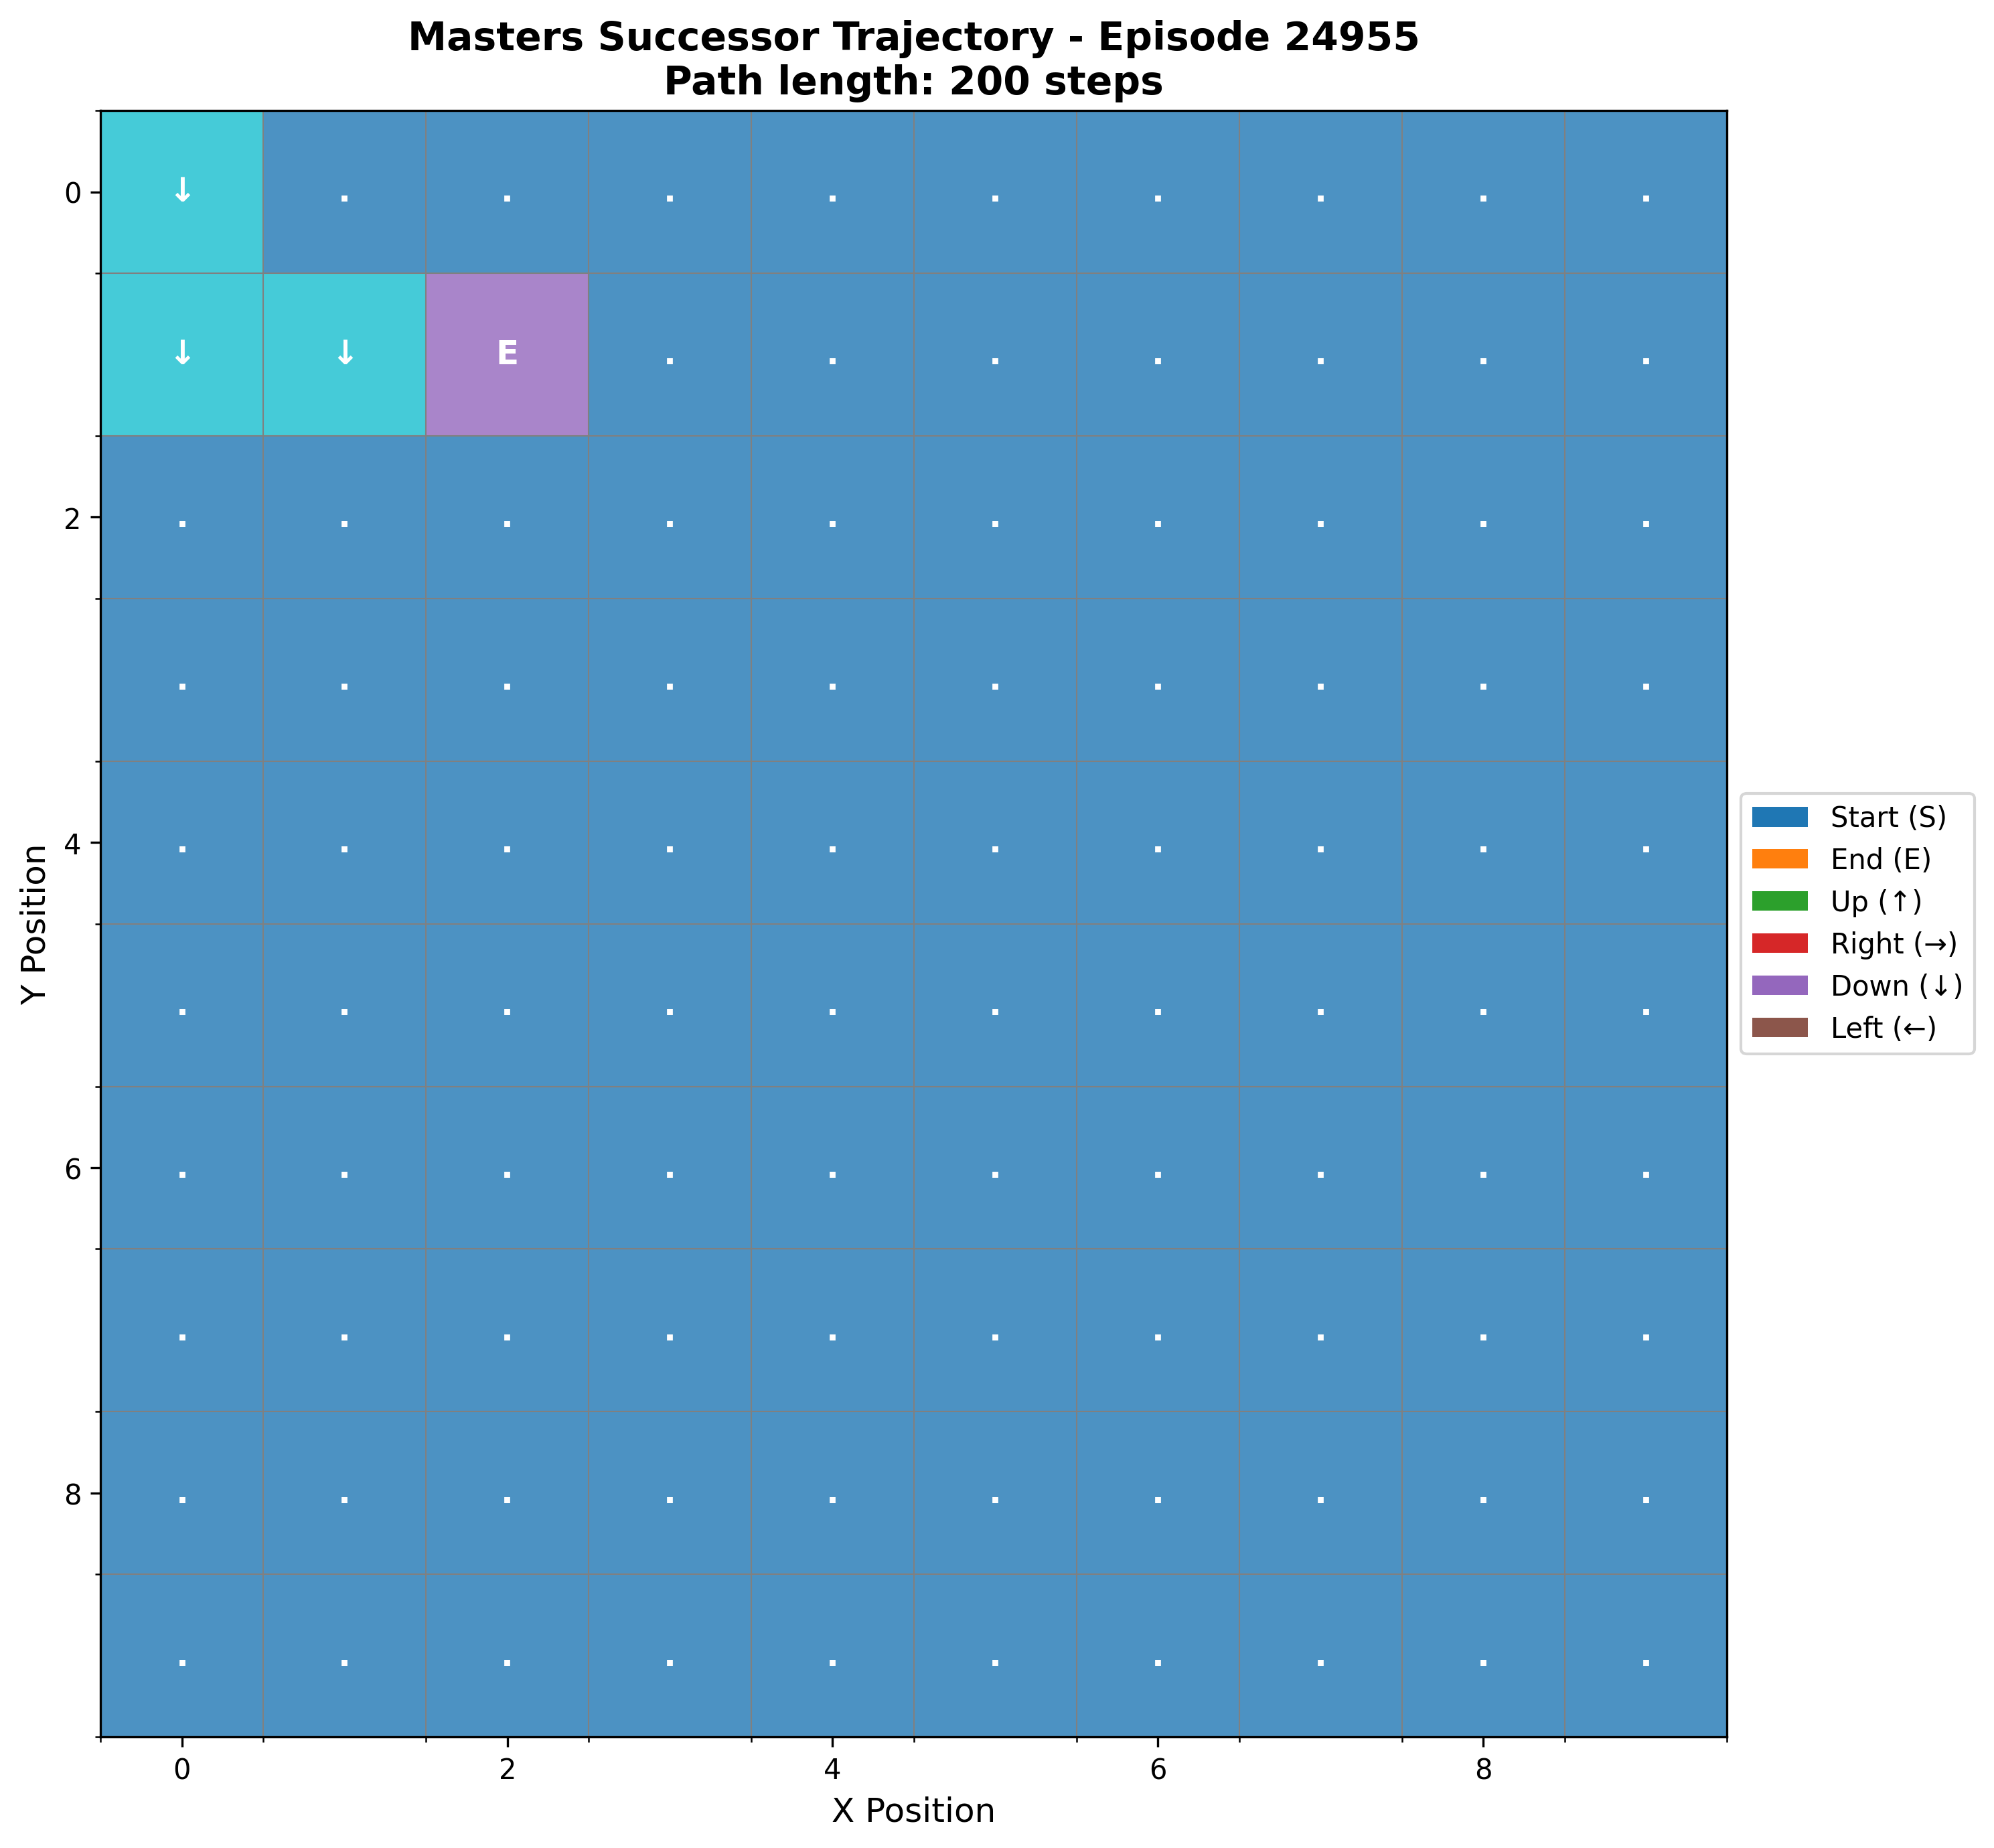 Masters Successor Trajectory - Episode 24955
Path length: 200 steps
0 ↓ . . . . . . . . .
↓ ↓ E . . . . . . .
2 . . . . . . . . . .
. . . . . . . . . .
4 . . . . . . . . . .
. . . . . . . . . .
6 . . . . . . . . . .
. . . . . . . . . .
8 . . . . . . . . . .
. . . . . . . . . .
0 2 4 6 8
X Position
Y Position
Start (S)
End (E)
Up (↑)
Right (→)
Down (↓)
Left (←)